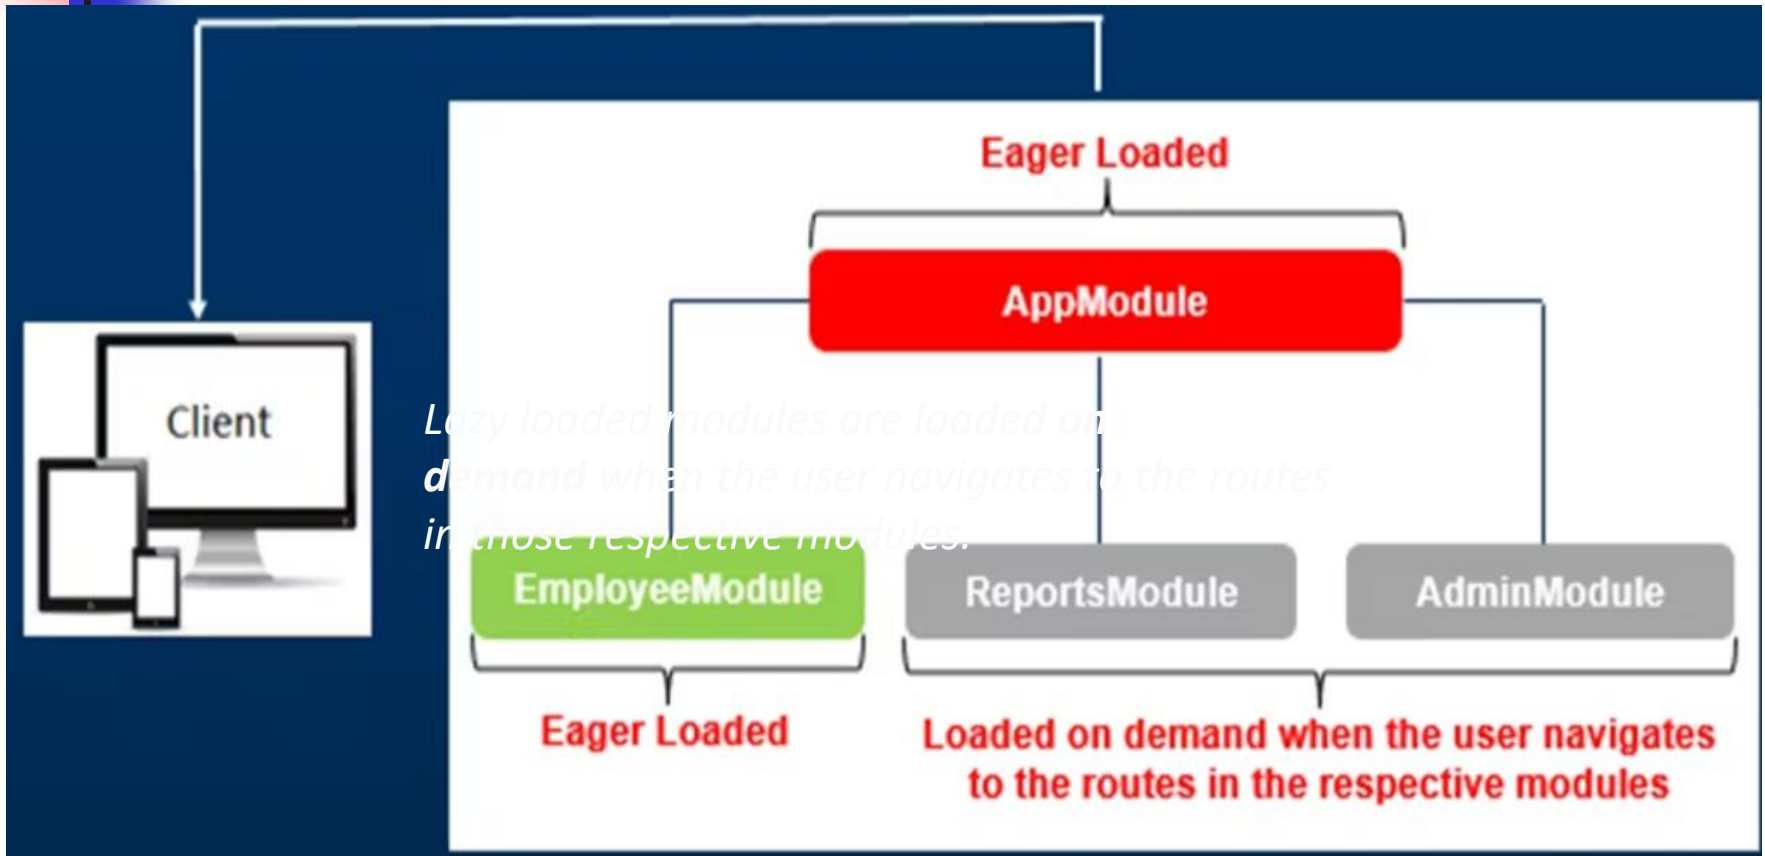 Eager Loaded
AppModule
Client
Lazy loaded modules are loaded on
demand when the user navigates to the routes
in those respective modules.
EmployeeModule
ReportsModule
AdminModule
Eager Loaded
Loaded on demand when the user navigates
to the routes in the respective modules